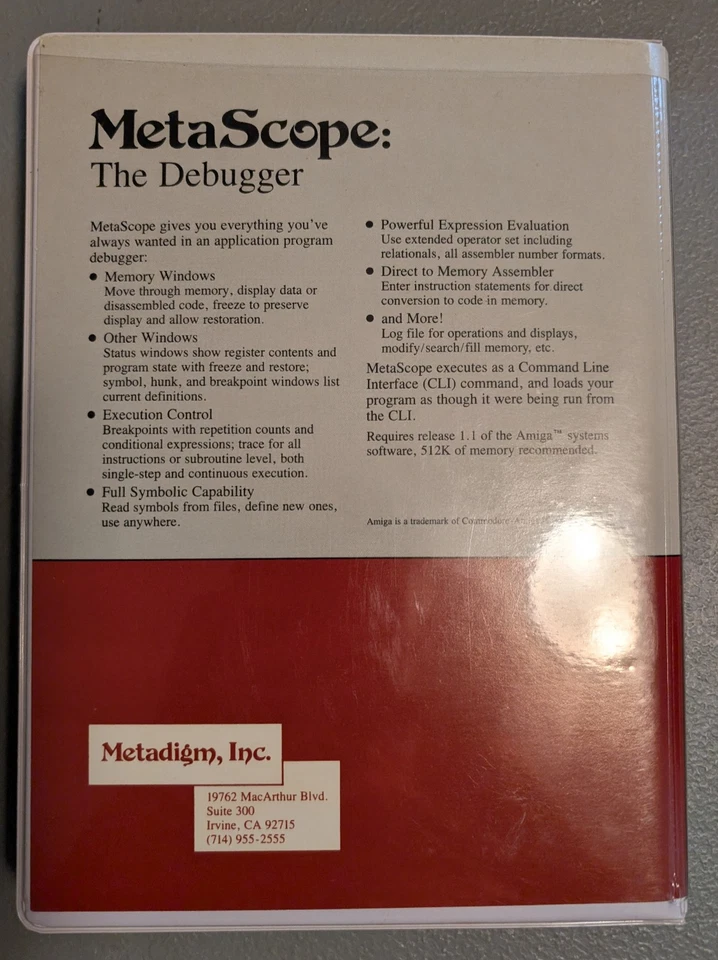 MetaScope:
The Debugger
MetaScope gives you everything you've
always wanted in an application program
debugger:
● Memory Windows
Move through memory, display data or
disassembled code, freeze to preserve
display and allow restoration.
● Other Windows
Status windows show register contents and
program state with freeze and restore;
symbol, hunk, and breakpoint windows list
current definitions.
● Execution Control
Breakpoints with repetition counts and
conditional expressions; trace for all
instructions or subroutine level, both
single-step and continuous execution.
● Full Symbolic Capability
Read symbols from files, define new ones,
use anywhere.
● Powerful Expression Evaluation
Use extended operator set including
relationals, all assembler number formats.
● Direct to Memory Assembler
Enter instruction statements for direct
conversion to code in memory.
● and More!
Log file for operations and displays,
modify/search/fill memory, etc.
MetaScope executes as a Command Line
Interface (CLI) command, and loads your
program as though it were being run from
the CLI.
Requires release 1.1 of the Amiga™ systems
software, 512K of memory recommended.
Amiga is a trademark of Commodore-
Metadigm, Inc.
19762 MacArthur Blvd.
Suite 300
Irvine, CA 92715
(714) 955-2555